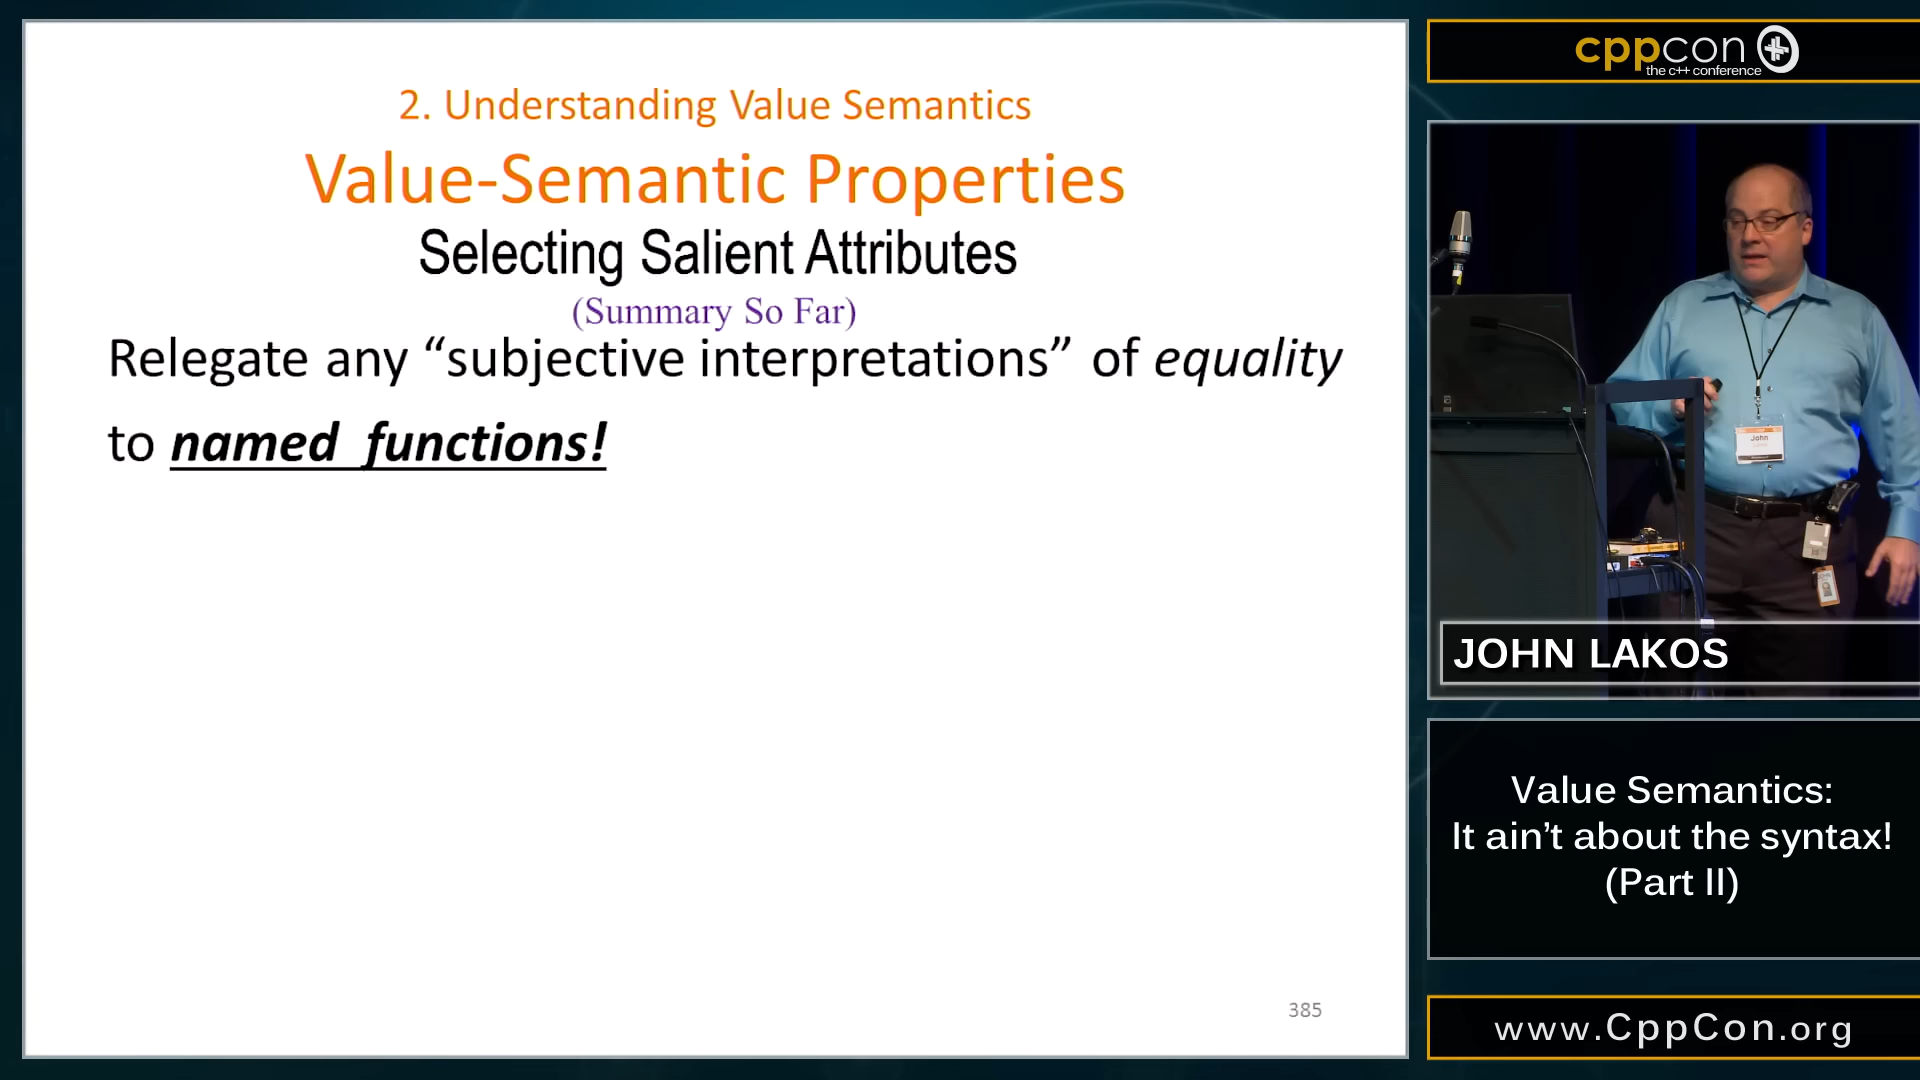 2. Understanding Value Semantics
Value-Semantic Properties
Selecting Salient Attributes
(Summary So Far)
Relegate any “subjective interpretations” of equality
to named functions!
385
cppcon
the c++ conference
John
JOHN LAKOS
Value Semantics:
It ain’t about the syntax!
(Part II)
www.CppCon.org